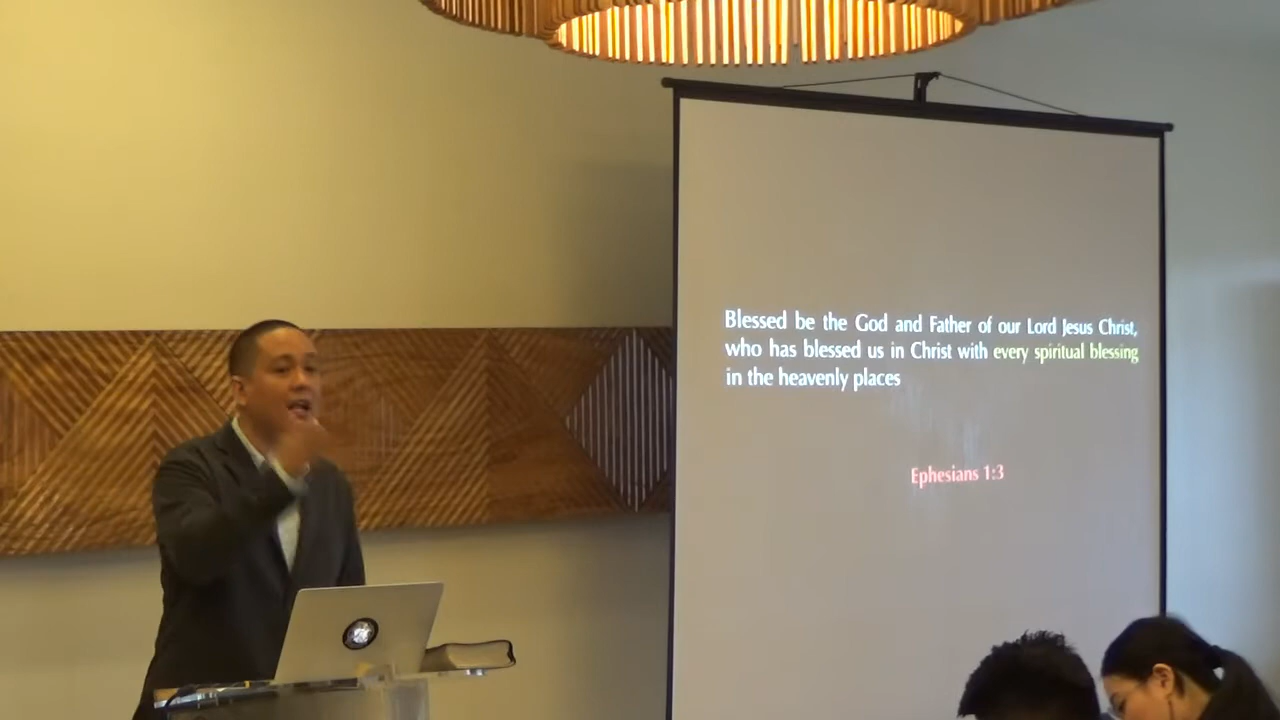 Blessed be the God and Father of our Lord Jesus Christ,
who has blessed us in Christ with every spiritual blessing
in the heavenly places
Ephesians 1:3